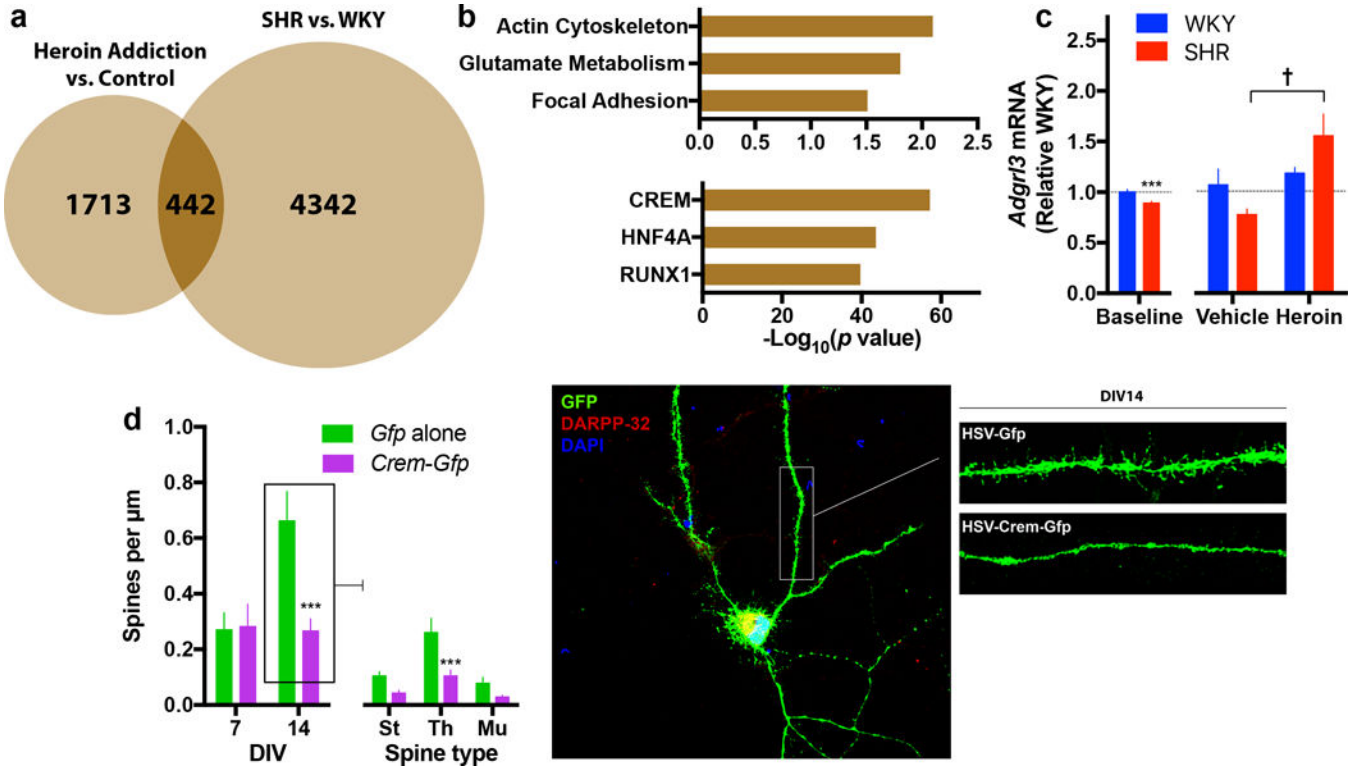 a
SHR vs. WKY
Heroin Addiction
vs. Control
1713
442
4342
b
Actin Cytoskeleton
Glutamate Metabolism
Focal Adhesion
0.0 0.5 1.0 1.5 2.0 2.5
CREM
HNF4A
RUNX1
0 20 40 60
-Log10(p value)
c
WKY
SHR
2.5
2.0
1.5
1.0
0.5
0.0
Adgrl3 mRNA
(Relative WKY)
†
***
Baseline Vehicle Heroin
d
Gfp alone
Crem-Gfp
1.0
0.8
0.6
0.4
0.2
0.0
Spines per µm
***
***
7 14
DIV
St Th Mu
Spine type
GFP
DARPP-32
DAPI
DIV14
HSV-Gfp
HSV-Crem-Gfp